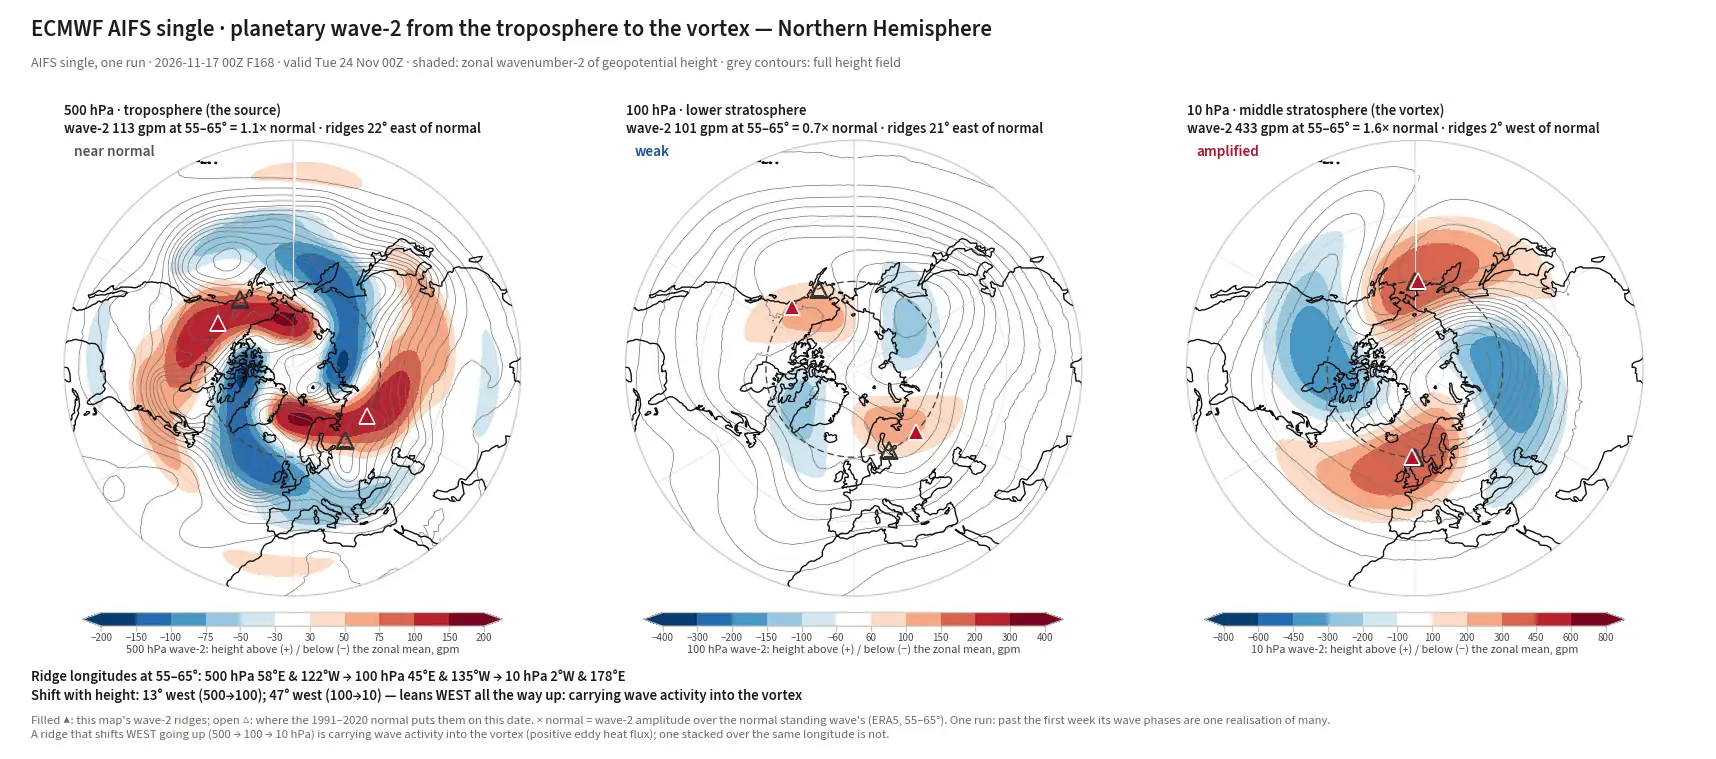 ECMWF AIFS single · planetary wave-2 from the troposphere to the vortex — Northern Hemisphere
AIFS single, one run · 2026-11-17 00Z F168 · valid Tue 24 Nov 00Z · shaded: zonal wavenumber-2 of geopotential height · grey contours: full height field
500 hPa · troposphere (the source)
wave-2 113 gpm at 55–65° = 1.1× normal · ridges 22° east of normal
near normal
100 hPa · lower stratosphere
wave-2 101 gpm at 55–65° = 0.7× normal · ridges 21° east of normal
weak
10 hPa · middle stratosphere (the vortex)
wave-2 433 gpm at 55–65° = 1.6× normal · ridges 2° west of normal
amplified
−200 −150 −100 −75 −50 −30 30 50 75 100 150 200
500 hPa wave-2: height above (+) / below (−) the zonal mean, gpm
−400 −300 −200 −150 −100 −60 60 100 150 200 300 400
100 hPa wave-2: height above (+) / below (−) the zonal mean, gpm
−800 −600 −450 −300 −200 −100 100 200 300 450 600 800
10 hPa wave-2: height above (+) / below (−) the zonal mean, gpm
Ridge longitudes at 55–65°: 500 hPa 58°E & 122°W → 100 hPa 45°E & 135°W → 10 hPa 2°W & 178°E
Shift with height: 13° west (500→100); 47° west (100→10) — leans WEST all the way up: carrying wave activity into the vortex
Filled ▲: this map's wave-2 ridges; open △: where the 1991–2020 normal puts them on this date. × normal = wave-2 amplitude over the normal standing wave's (ERA5, 55–65°). One run: past the first week its wave phases are one realisation of many.
A ridge that shifts WEST going up (500 → 100 → 10 hPa) is carrying wave activity into the vortex (positive eddy heat flux); one stacked over the same longitude is not.